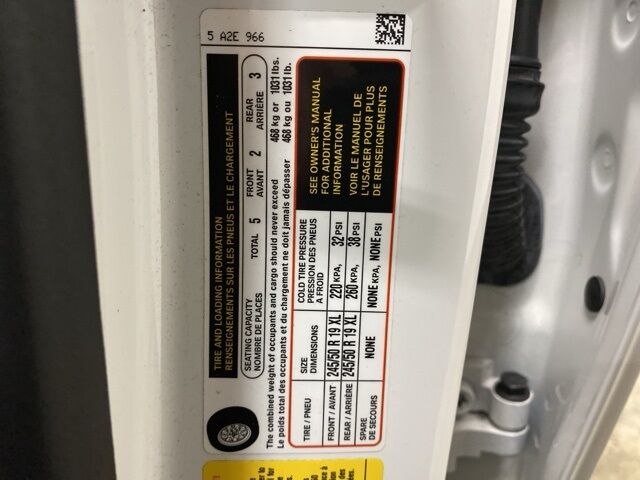 5 A2E 966
TIRE AND LOADING INFORMATION
RENSEIGNEMENTS SUR LES PNEUS ET LE CHARGEMENT
SEATING CAPACITY
NOMBRE DE PLACES
TOTAL 5
FRONT
AVANT 2
REAR
ARRIÈRE 3
The combined weight of occupants and cargo should never exceed 468 kg or 1031 lbs.
Le poids total des occupants et du chargement ne doit jamais dépasser 468 kg ou 1031 lb.
TIRE / PNEU
SIZE
DIMENSIONS
COLD TIRE PRESSURE
PRESSION DES PNEUS
A FROID
FRONT / AVANT 245/50 R 19 XL 220 KPA, 32 PSI
REAR / ARRIÈRE 245/50 R 19 XL 260 KPA, 38 PSI
SPARE
DE SECOURS NONE NONE KPA, NONE PSI
SEE OWNER'S MANUAL
FOR ADDITIONAL
INFORMATION
VOIR LE MANUEL DE
L'USAGER POUR PLUS
DE RENSEIGNEMENTS